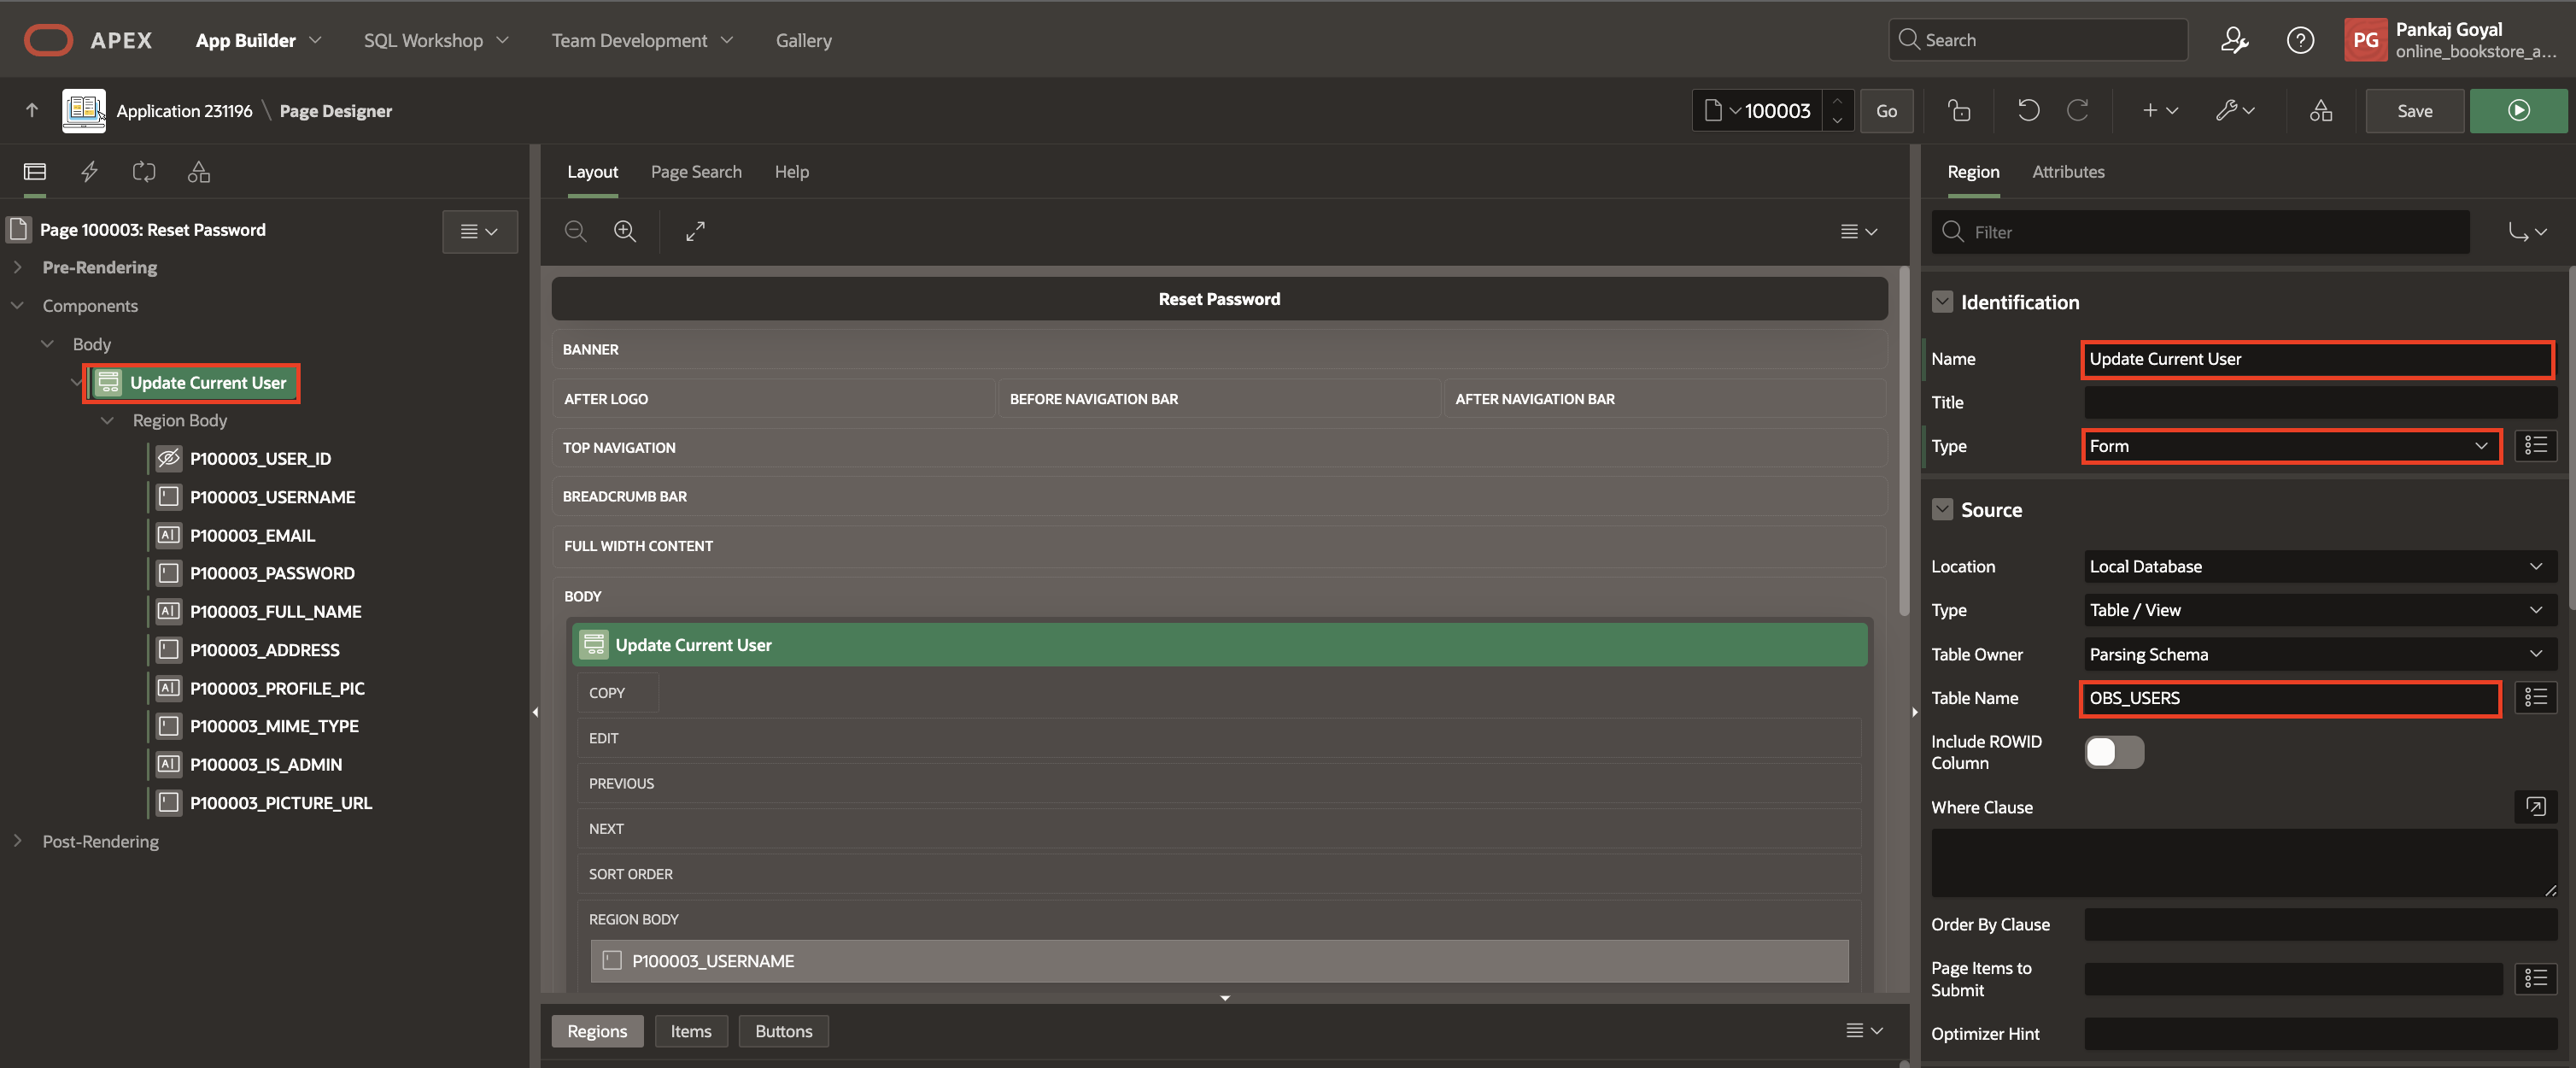 APEX App Builder SQL Workshop Team Development Gallery Search PG Pankaj Goyal
online_bookstore_a...
Application 231196 \ Page Designer 100003 Go Save
Layout Page Search Help
Region Attributes
Page 100003: Reset Password
Filter
Pre-Rendering
Components
Body
Update Current User
Region Body
P100003_USER_ID
P100003_USERNAME
P100003_EMAIL
P100003_PASSWORD
P100003_FULL_NAME
P100003_ADDRESS
P100003_PROFILE_PIC
P100003_MIME_TYPE
P100003_IS_ADMIN
P100003_PICTURE_URL
Post-Rendering
Reset Password
BANNER
AFTER LOGO BEFORE NAVIGATION BAR AFTER NAVIGATION BAR
TOP NAVIGATION
BREADCRUMB BAR
FULL WIDTH CONTENT
BODY
Update Current User
COPY
EDIT
PREVIOUS
NEXT
SORT ORDER
REGION BODY
P100003_USERNAME
Regions Items Buttons
Identification
Name Update Current User
Title
Type Form
Source
Location Local Database
Type Table / View
Table Owner Parsing Schema
Table Name OBS_USERS
Include ROWID
Column
Where Clause
Order By Clause
Page Items to
Submit
Optimizer Hint